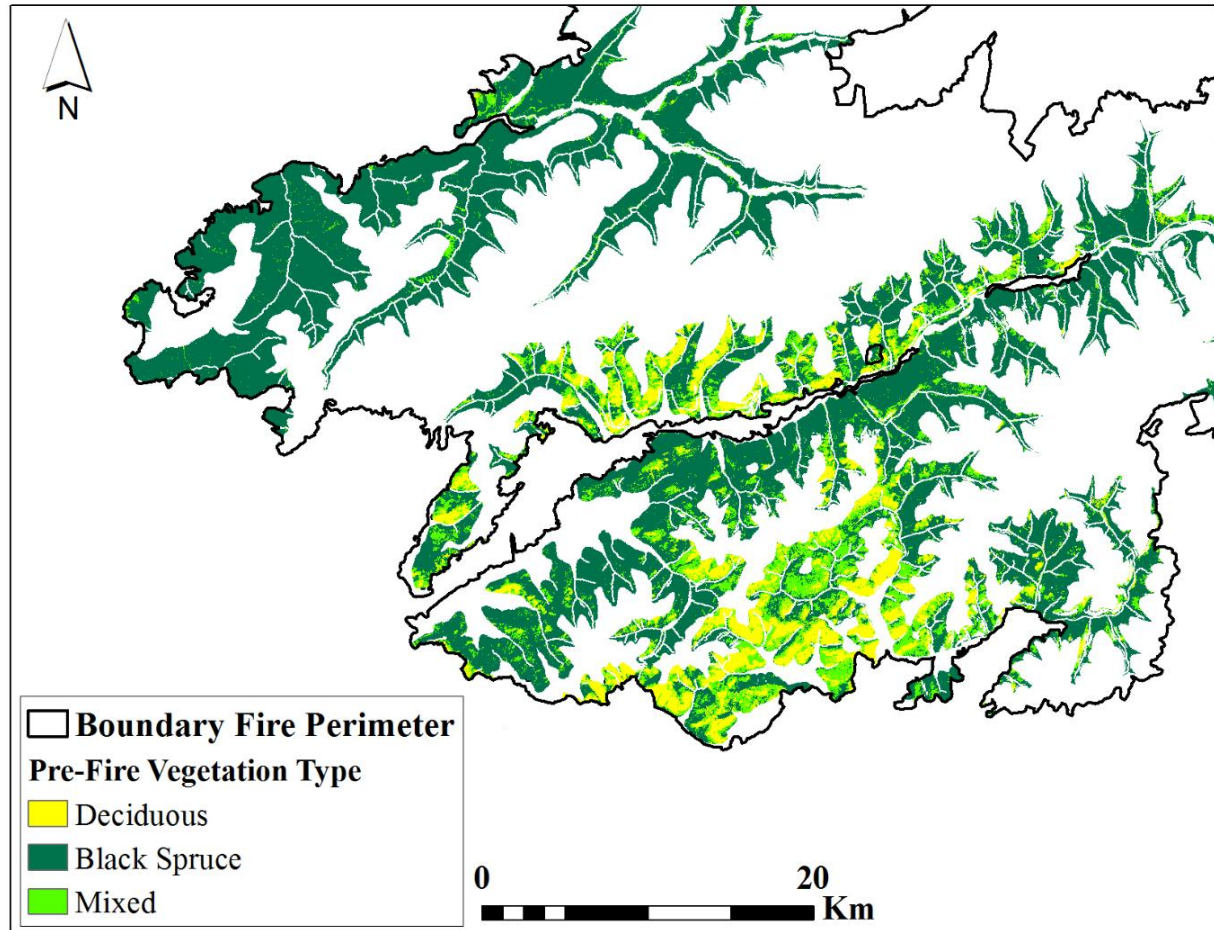 N
Boundary Fire Perimeter
Pre-Fire Vegetation Type
Deciduous
Black Spruce
Mixed
0 20
Km